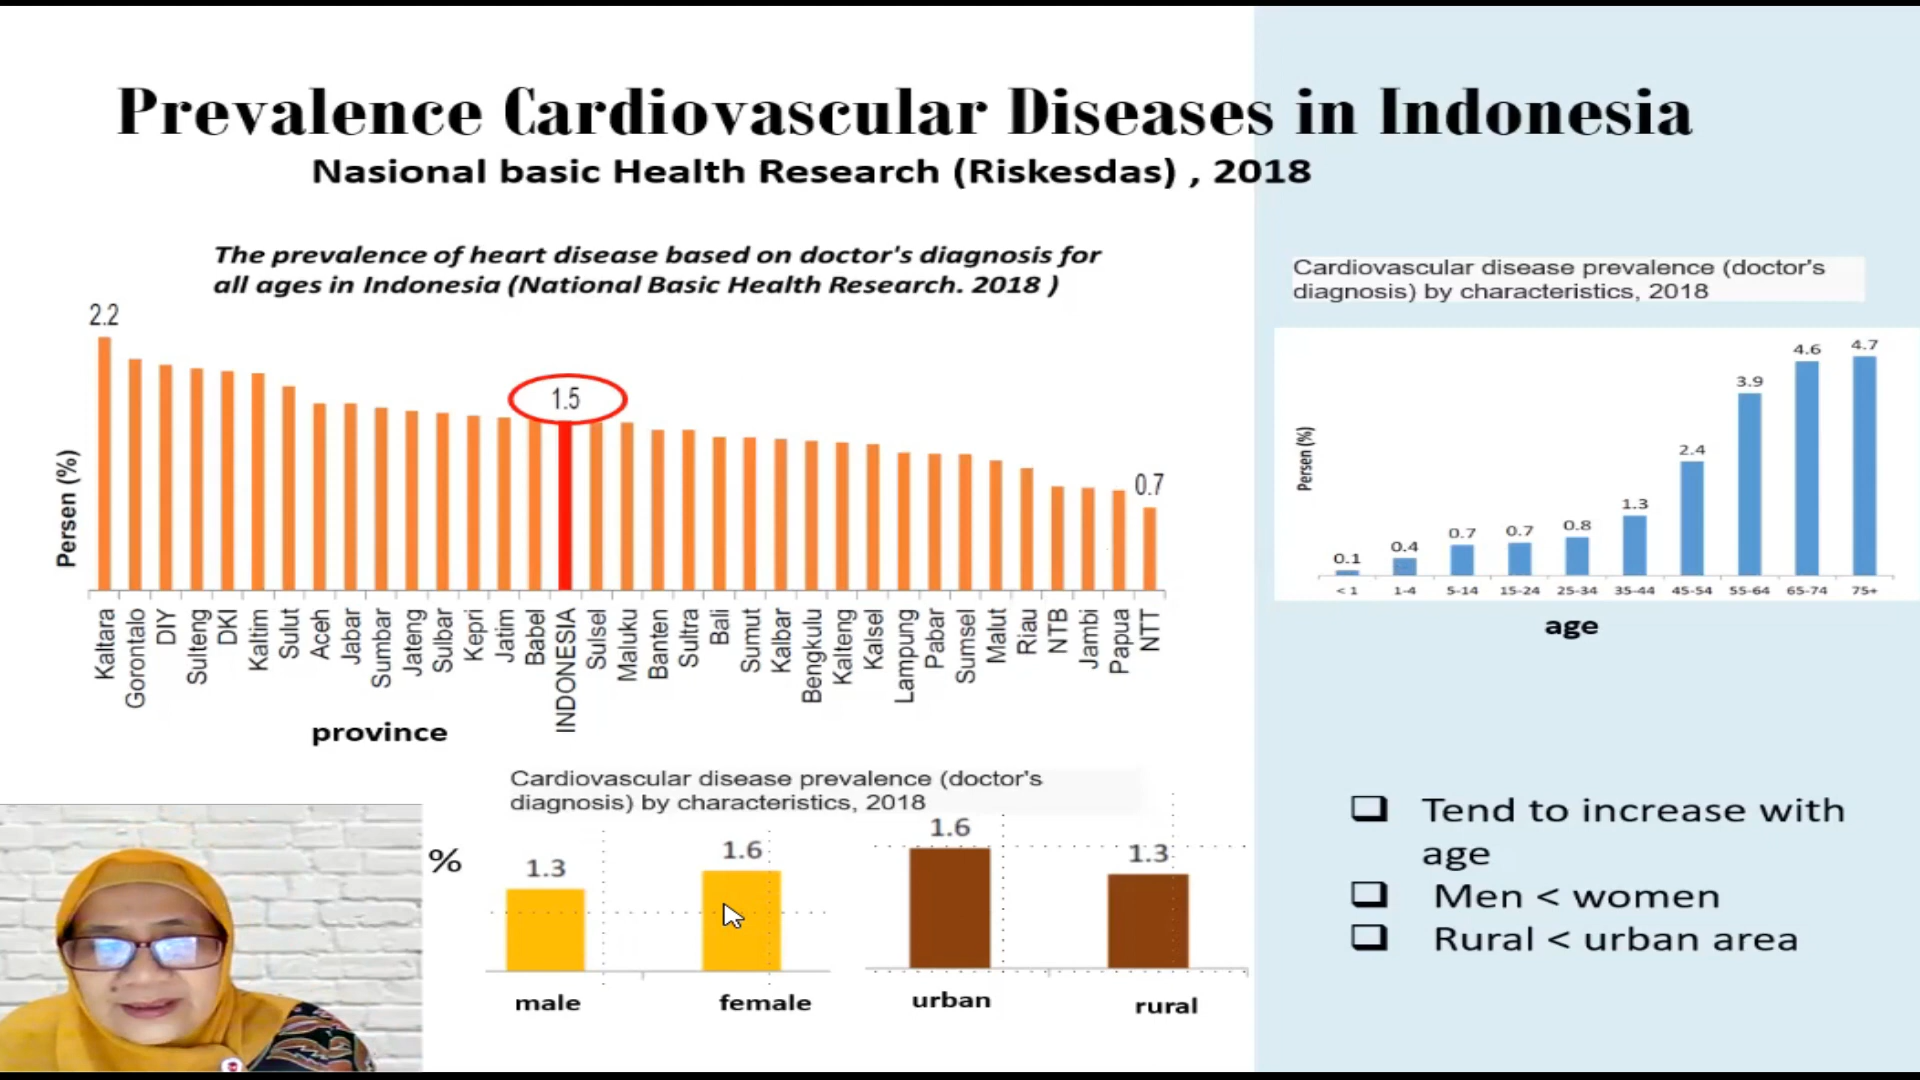 Prevalence Cardiovascular Diseases in Indonesia
Nasional basic Health Research (Riskesdas) , 2018
The prevalence of heart disease based on doctor's diagnosis for
all ages in Indonesia (National Basic Health Research. 2018 )
2.2
1.5
0.7
Persen (%)
Kaltara
Gorontalo
DIY
Sulteng
DKI
Kaltim
Sulut
Aceh
Jabar
Sumbar
Jateng
Sulbar
Kepri
Jatim
Babel
INDONESIA
Sulsel
Maluku
Banten
Sultra
Bali
Sumut
Kalbar
Bengkulu
Kalteng
Kalsel
Lampung
Pabar
Sumsel
Malut
Riau
NTB
Jambi
Papua
NTT
province
Cardiovascular disease prevalence (doctor's
diagnosis) by characteristics, 2018
Persen (%)
0.1
0.4
0.7
0.7
0.8
1.3
2.4
3.9
4.6
4.7
< 1
1-4
5-14
15-24
25-34
35-44
45-54
55-64
65-74
75+
age
Cardiovascular disease prevalence (doctor's
diagnosis) by characteristics, 2018
%
1.3
1.6
1.6
1.3
male
female
urban
rural
Tend to increase with
age
Men < women
Rural < urban area